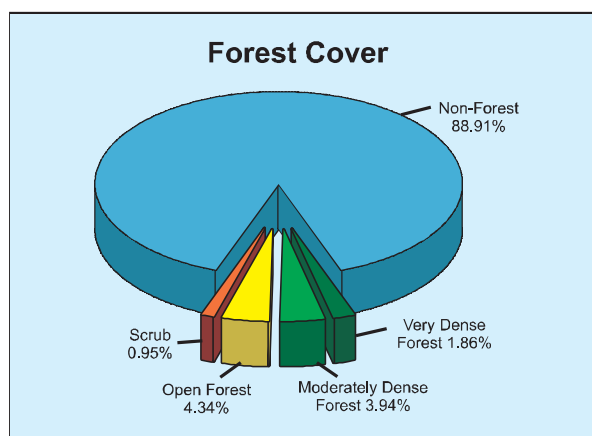 Forest Cover
Non-Forest
88.91%
Scrub
0.95%
Very Dense
Forest 1.86%
Open Forest
4.34%
Moderately Dense
Forest 3.94%